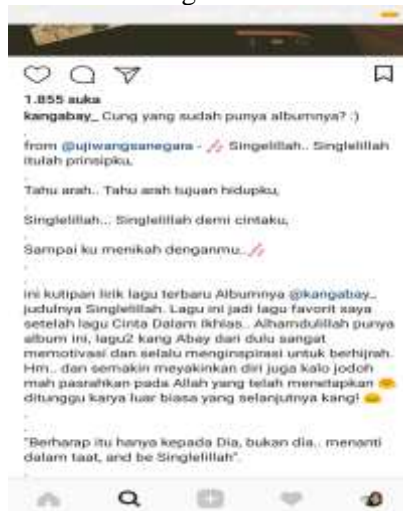 1.855 suka
kangabay_ Cung yang sudah punya albumnya? :)
.
from @ujiwangsanegara - 🎶 Singelillah.. Singlelillah
itulah prinsipku,
.
Tahu arah.. Tahu arah tujuan hidupku,
.
Singlelillah... Singlelillah demi cintaku,
.
Sampai ku menikah denganmu..🎶
.
.
ini kutipan lirik lagu terbaru Albumnya @kangabay_
judulnya Singlelillah. Lagu ini jadi lagu favorit saya
setelah lagu Cinta Dalam Ikhlas.. Alhamdulillah punya
album ini, lagu2 kang Abay dari dulu sangat
memotivasi dan selalu menginspirasi untuk berhijrah.
Hm.. dan semakin meyakinkan diri juga kalo jodoh
mah pasrahkan pada Allah yang telah menetapkan 😊
ditunggu karya luar biasa yang selanjutnya kang! 😄
.
.
"Berharap itu hanya kepada Dia, bukan dia.. menanti
dalam taat, and be Singlelillah".
.